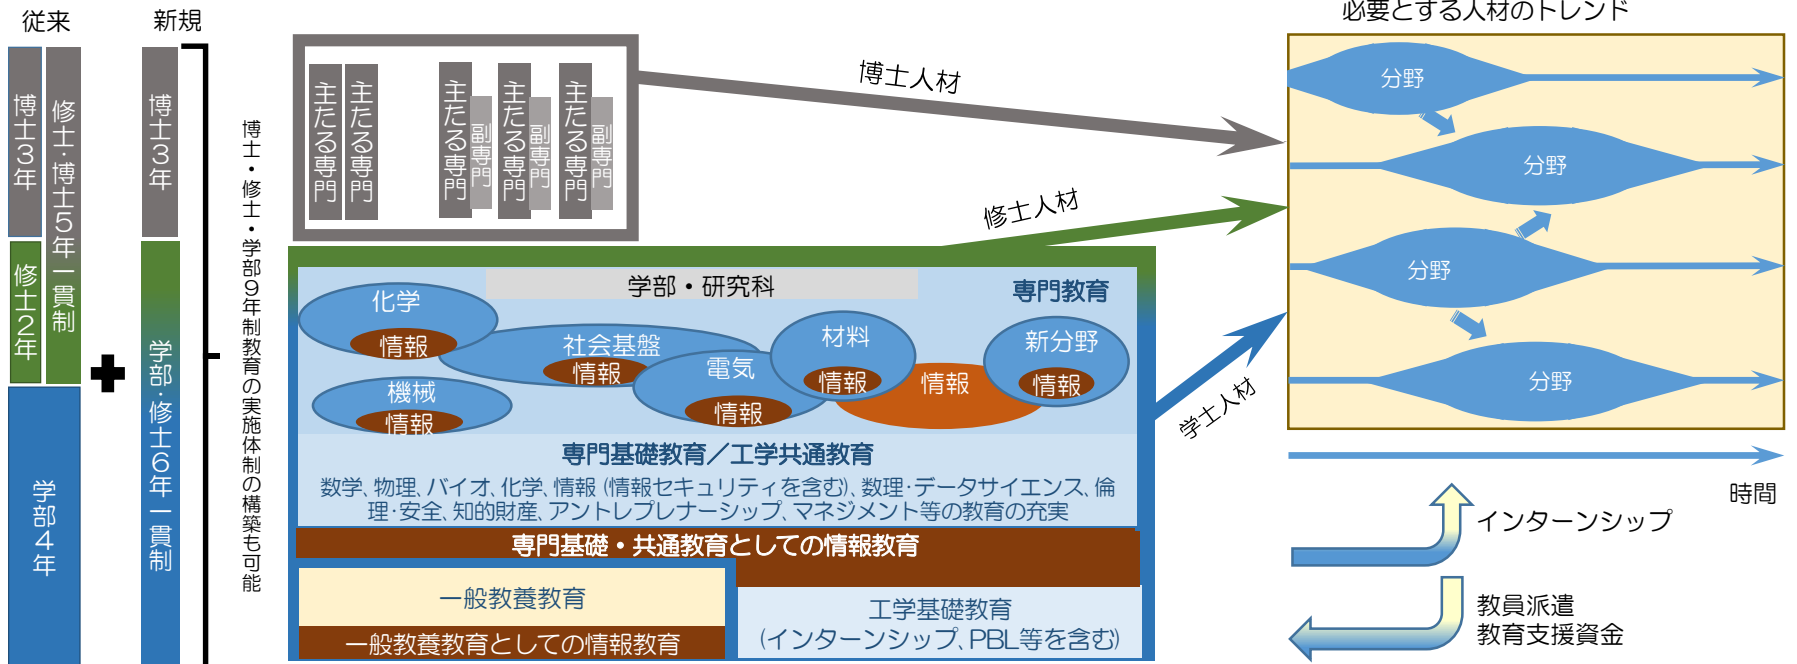 従来
新規
博士3年
修士・博士5年一貫制
修士2年
学部4年
博士3年
学部・修士6年一貫制
博士・修士・学部9年制教育の実施体制の構築も可能
主たる専門
主たる専門
主たる専門
副専門
主たる専門
副専門
主たる専門
副専門
博士人材
修士人材
学士人材
学部・研究科
専門教育
化学
情報
社会基盤
情報
機械
情報
電気
情報
材料
情報
情報
新分野
情報
専門基礎教育／工学共通教育
数学、物理、バイオ、化学、情報 (情報セキュリティを含む)、数理・データサイエンス、倫
理・安全、知的財産、アントレプレナーシップ、マネジメント等の教育の充実
専門基礎・共通教育としての情報教育
一般教養教育
一般教養教育としての情報教育
工学基礎教育
(インターンシップ、PBL等を含む)
必要とする人材のトレンド
分野
分野
分野
分野
時間
インターンシップ
教員派遣
教育支援資金